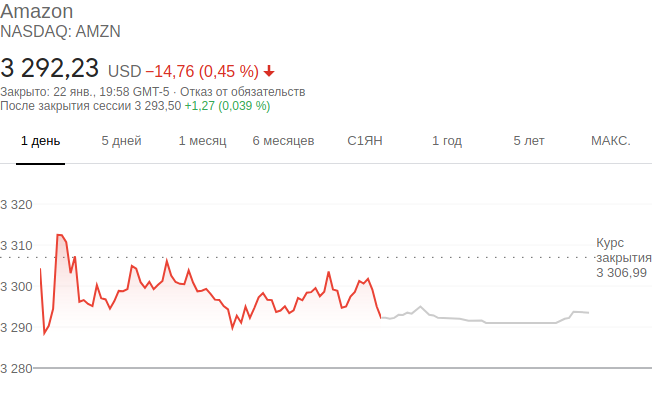 Amazon
NASDAQ: AMZN
3 292,23 USD −14,76 (0,45 %)
Закрыто: 22 янв., 19:58 GMT-5 · Отказ от обязательств
После закрытия сессии 3 293,50 +1,27 (0,039 %)
1 день 5 дней 1 месяц 6 месяцев С1ЯН 1 год 5 лет МАКС.
3 320
3 310
3 300
3 290
3 280
Курс
закрытия
3 306,99